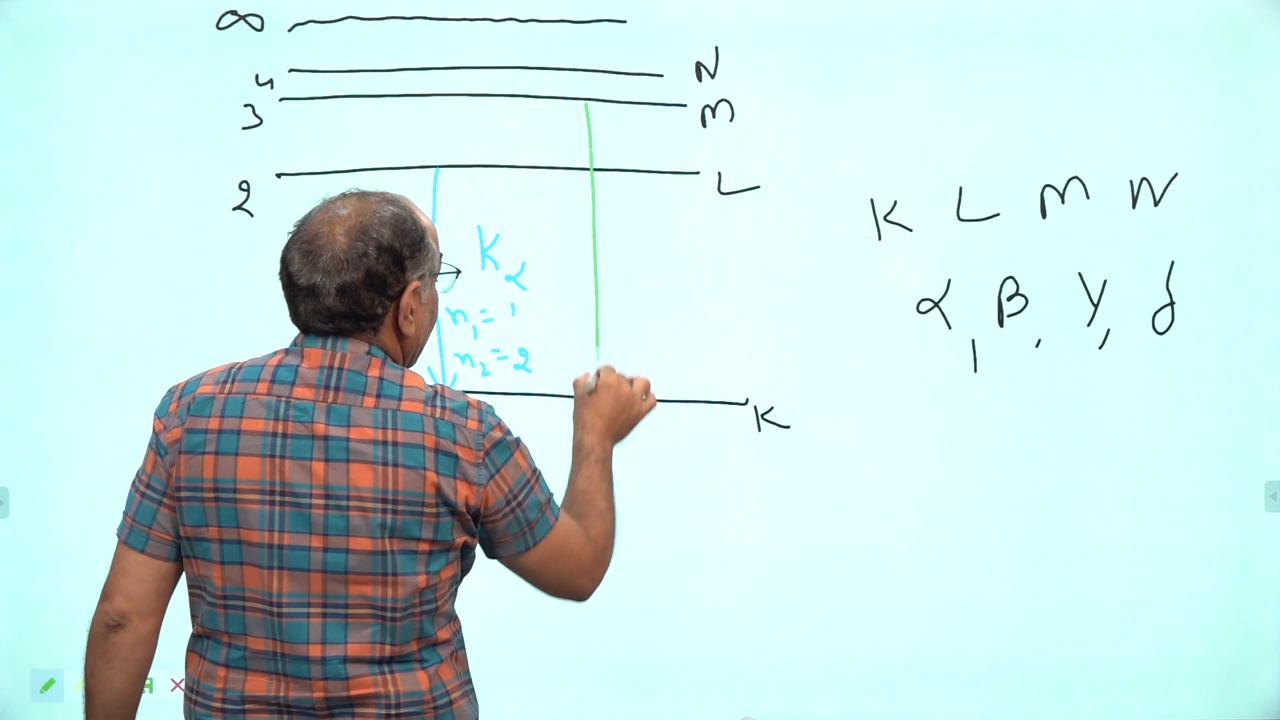 ∞
4 N
3 M
2 L
K L M N
K α
α, β, γ, δ
n₁ = 1
n₂ = 2
K